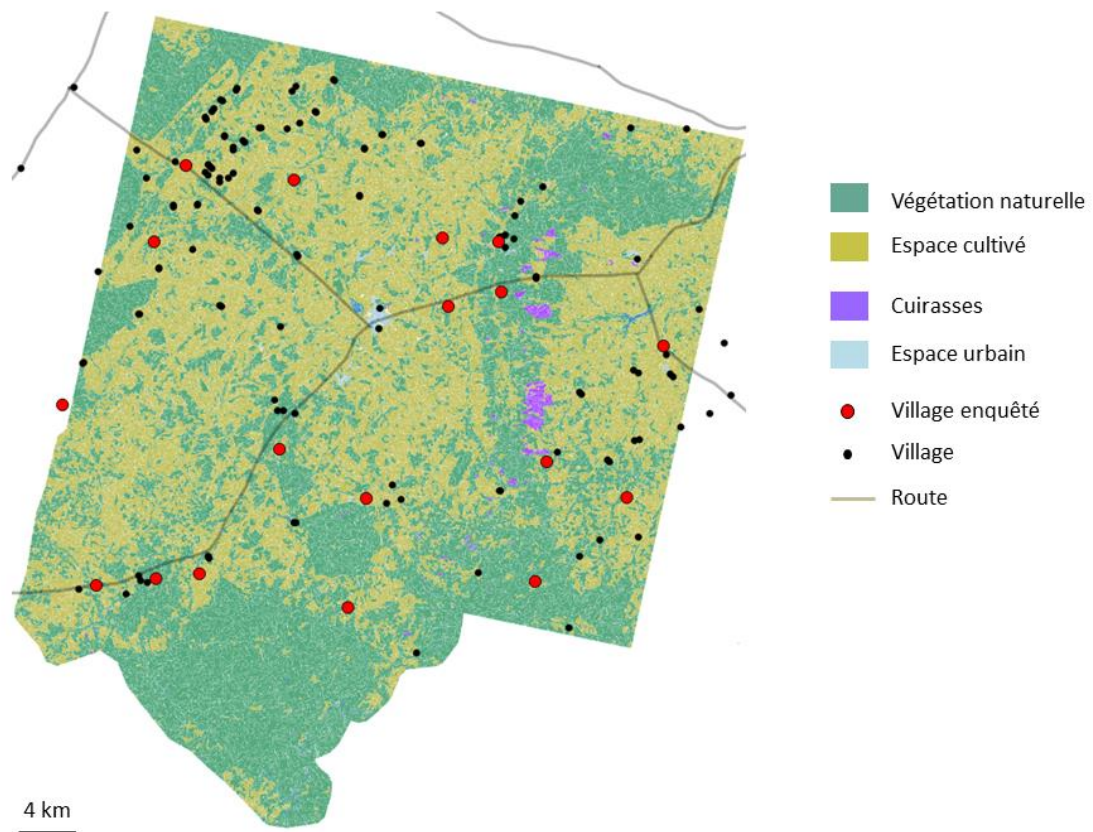 Végétation naturelle
Espace cultivé
Cuirasses
Espace urbain
Village enquêté
Village
Route
4 km